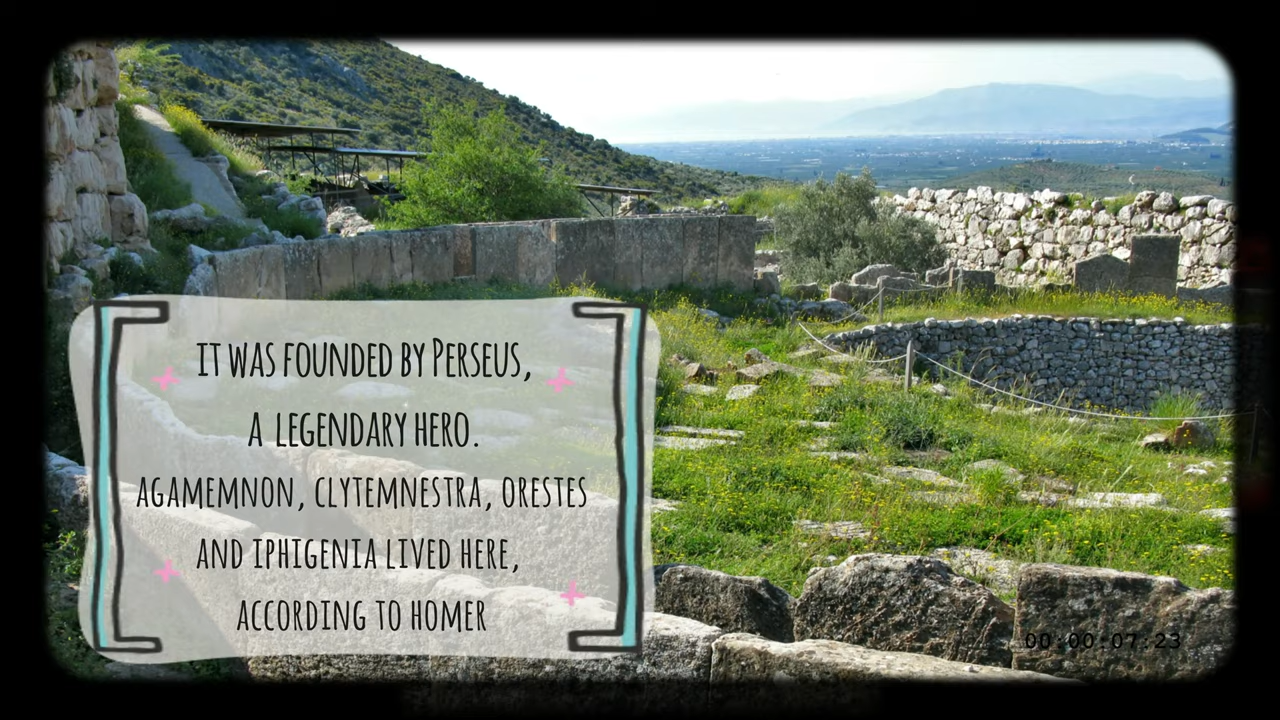 IT WAS FOUNDED BY PERSEUS,
A LEGENDARY HERO.
AGAMEMNON, CLYTEMNESTRA, ORESTES
AND IPHIGENIA LIVED HERE,
ACCORDING TO HOMER
00:00:07.23